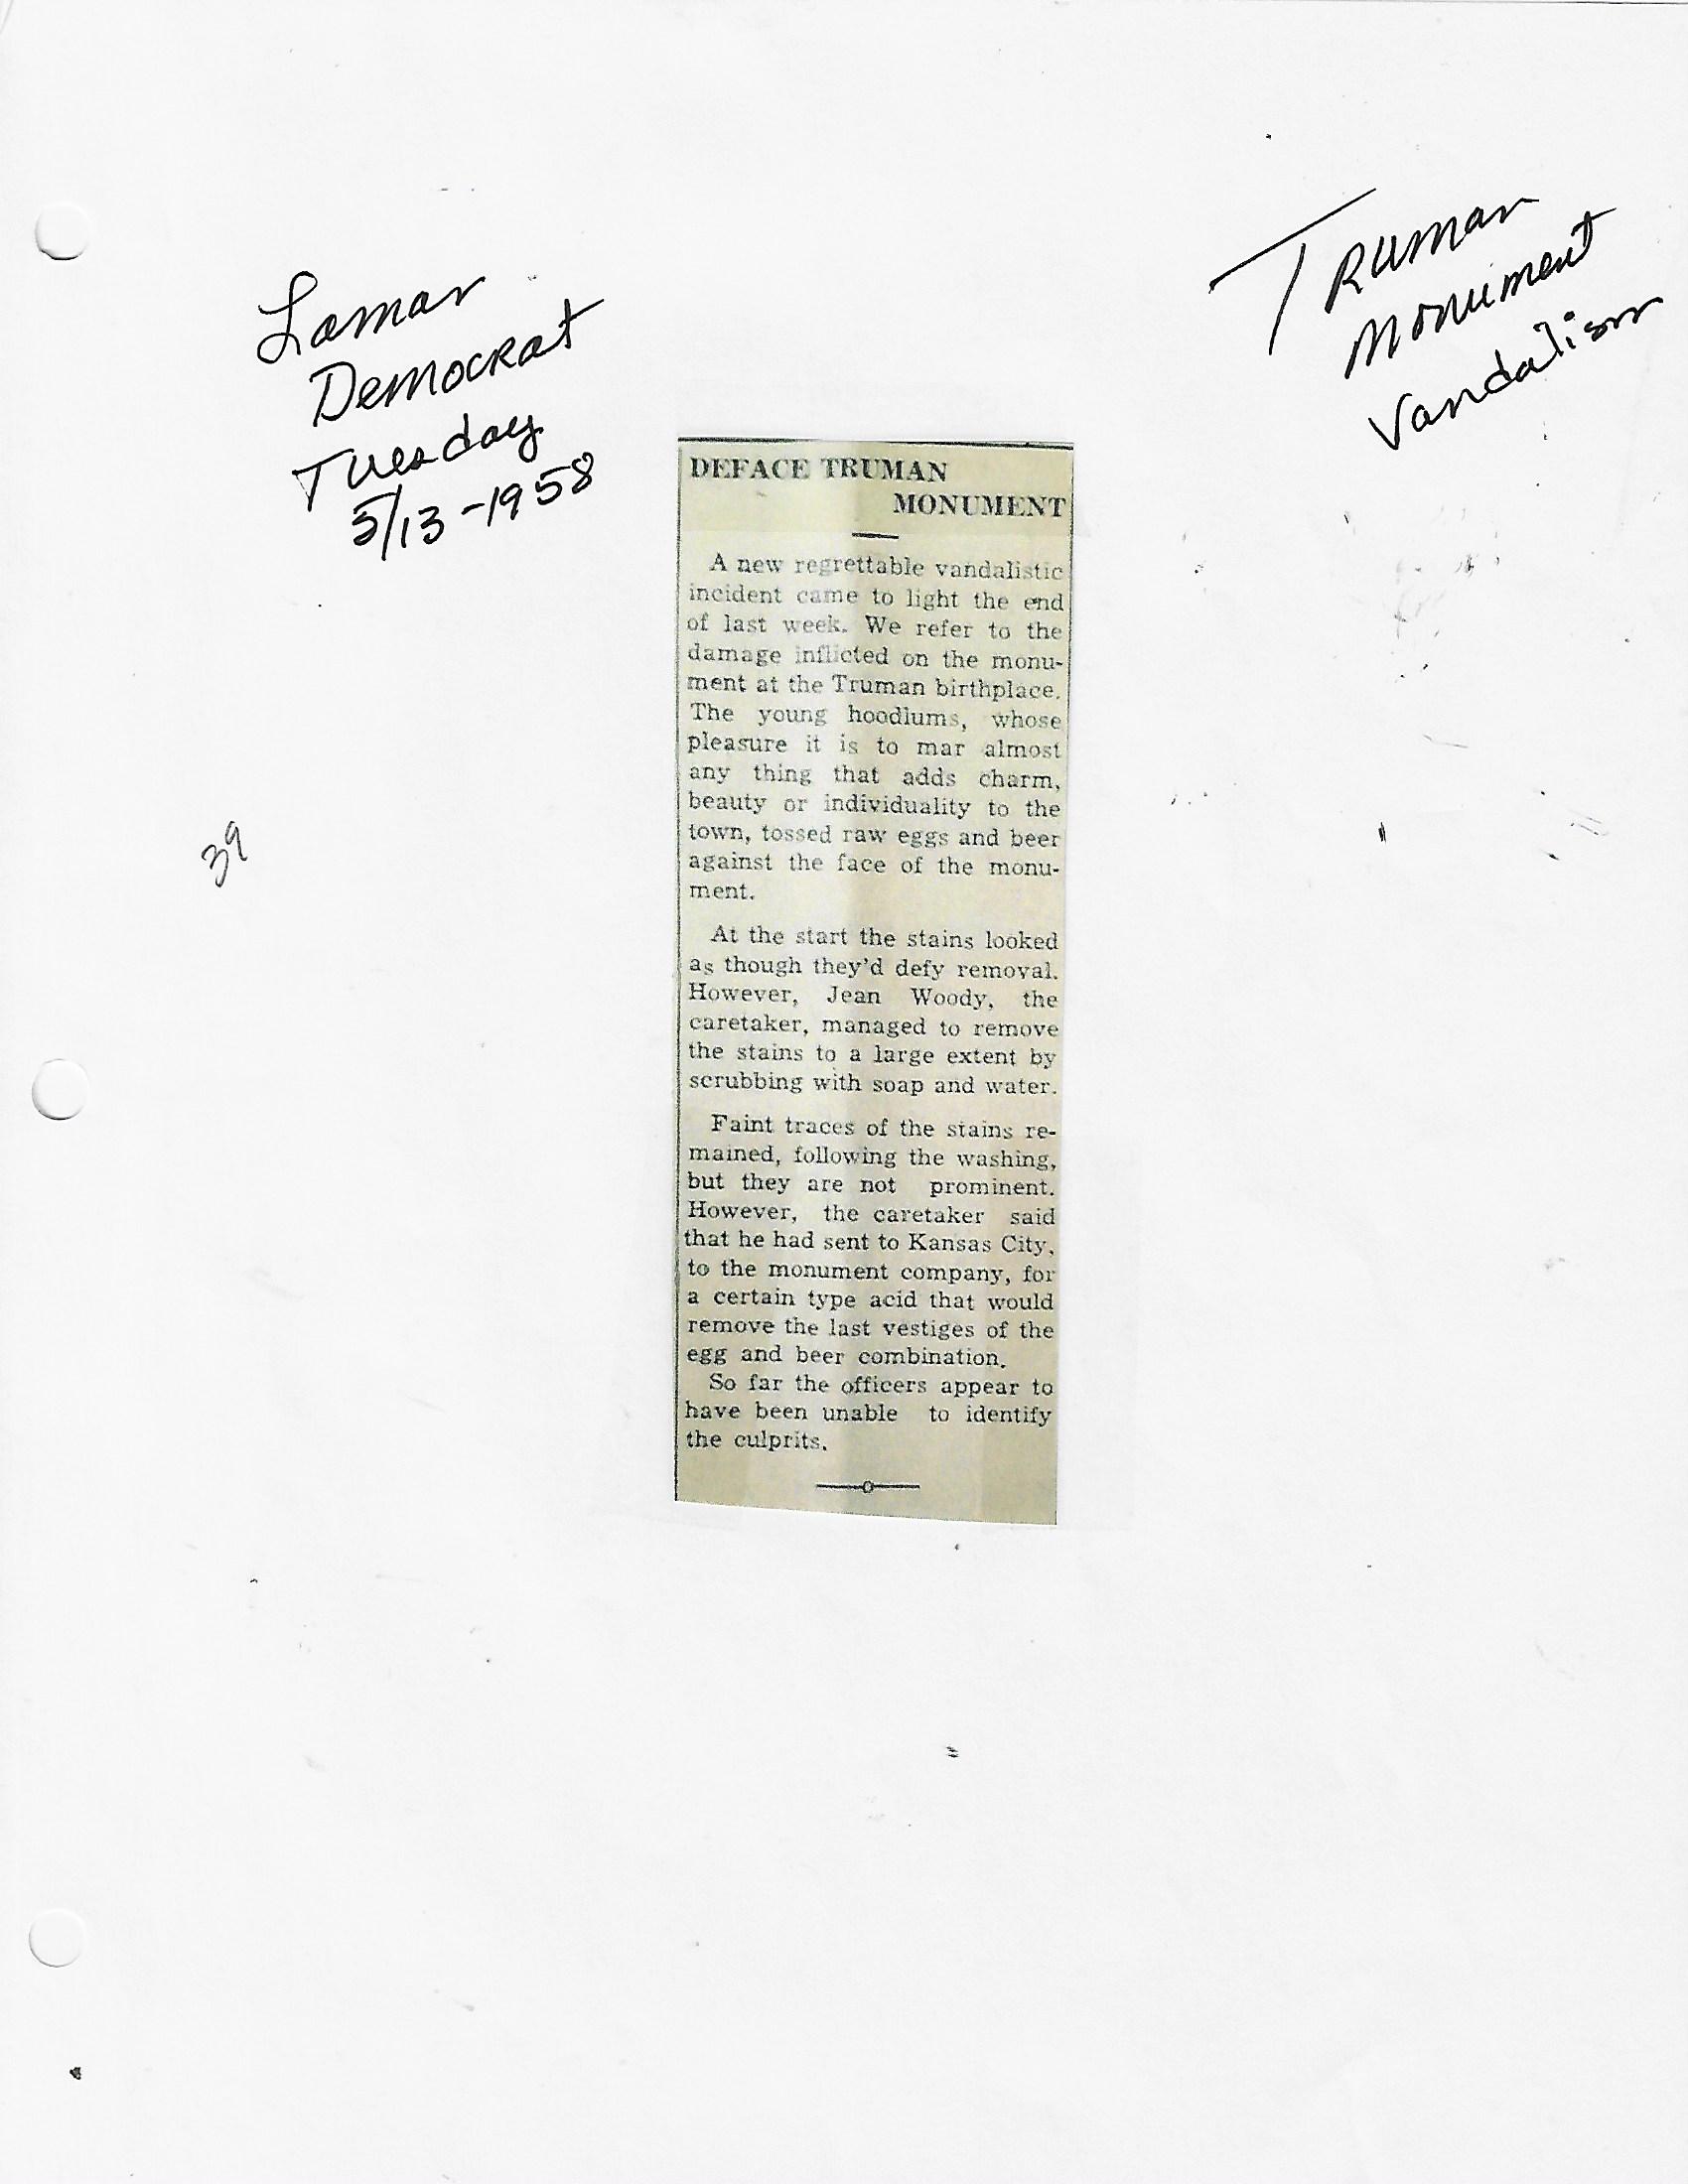 Lamar
Democrat
Tuesday
5/13-1958
Truman
Monument
Vandalism
39
DEFACE TRUMAN
MONUMENT
A new regrettable vandalistic
incident came to light the end
of last week. We refer to the
damage inflicted on the monu-
ment at the Truman birthplace.
The young hoodlums, whose
pleasure it is to mar almost
any thing that adds charm,
beauty or individuality to the
town, tossed raw eggs and beer
against the face of the monu-
ment.
At the start the stains looked
as though they'd defy removal.
However, Jean Woody, the
caretaker, managed to remove
the stains to a large extent by
scrubbing with soap and water.
Faint traces of the stains re-
mained, following the washing,
but they are not prominent.
However, the caretaker said
that he had sent to Kansas City,
to the monument company, for
a certain type acid that would
remove the last vestiges of the
egg and beer combination.
So far the officers appear to
have been unable to identify
the culprits.